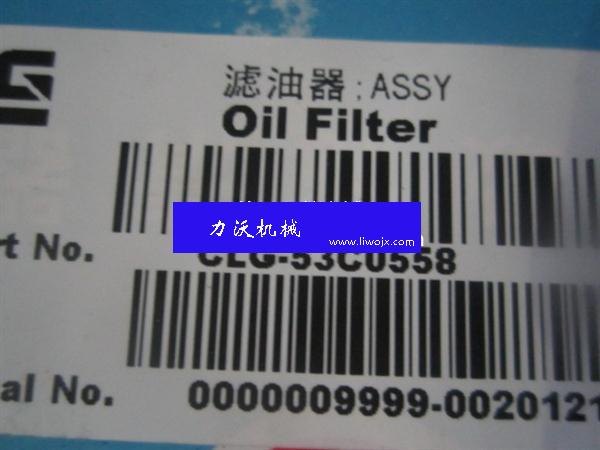 滤油器;ASSY
Oil Filter
力沃机械
www.liwojx.com
rt No. CLG-53C0558
al No. 0000009999-0020121